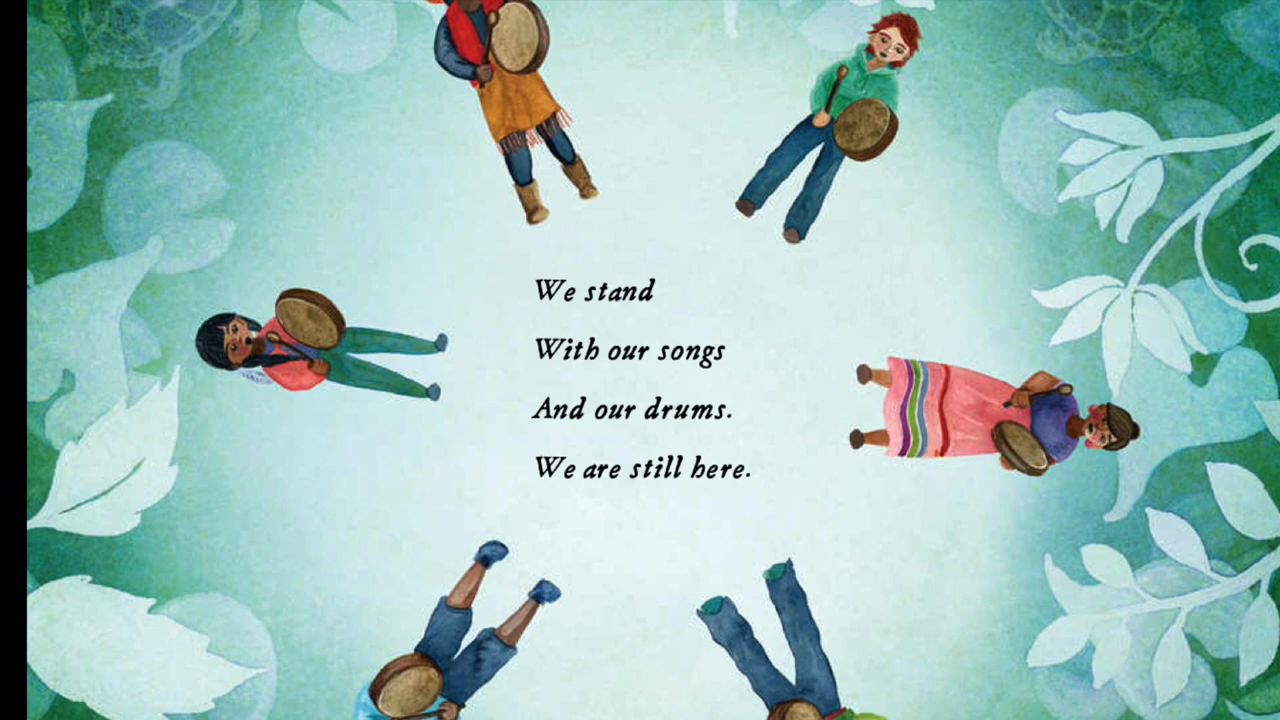 We stand
With our songs
And our drums.
We are still here.